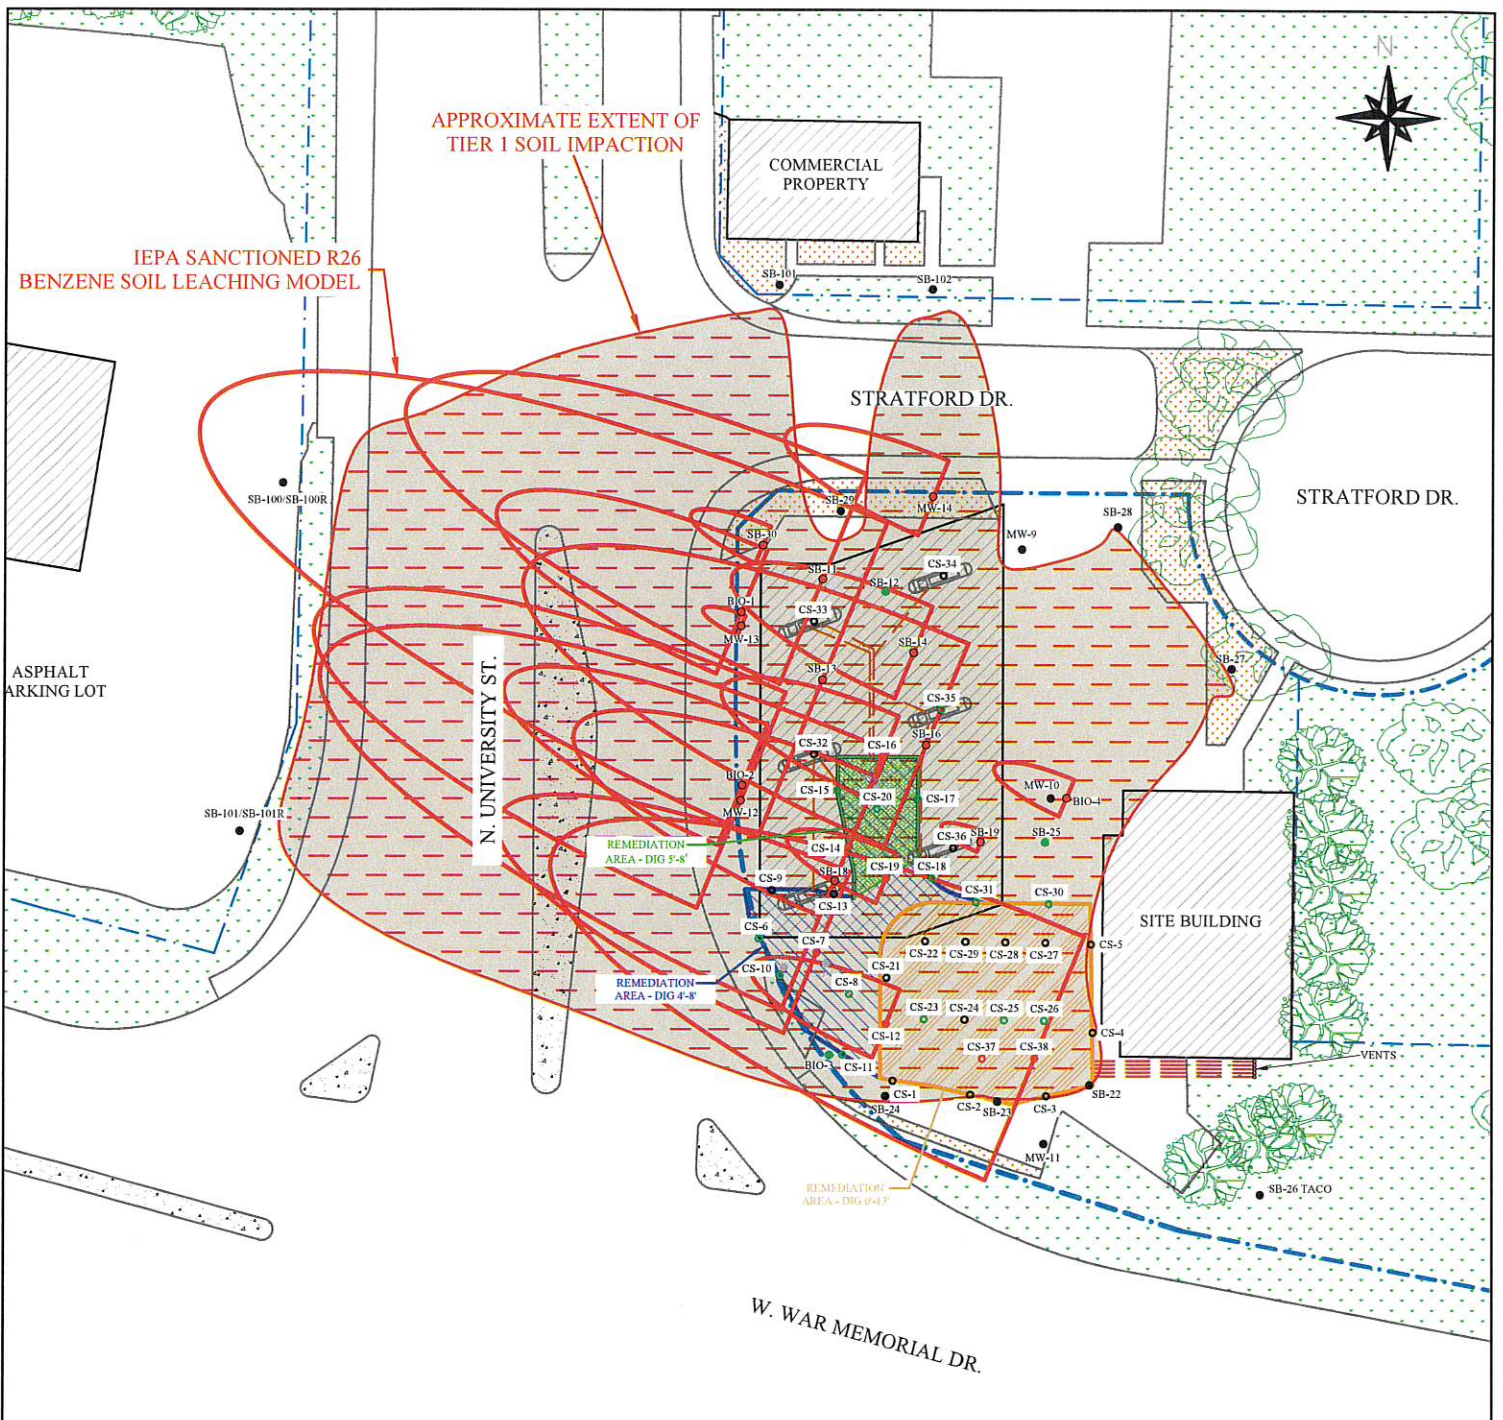 N
APPROXIMATE EXTENT OF
TIER 1 SOIL IMPACTION
COMMERCIAL
PROPERTY
IEPA SANCTIONED R26
BENZENE SOIL LEACHING MODEL
SB-101
SB-102
STRATFORD DR.
STRATFORD DR.
SB-100/SB-100R
SB-29
MW-14
SB-28
SB-30
MW-9
CS-34
SB-11
SB-12
BIO-1
CS-33
MW-13
SB-14
SB-27
ASPHALT
ARKING LOT
SB-13
N. UNIVERSITY ST.
CS-35
SB-16
CS-32
CS-16
BIO-2
CS-15
CS-20
CS-17
MW-10
BIO-4
MW-12
SB-101/SB-101R
REMEDIATION
AREA - DIG 5'-8'
CS-14
CS-36
SB-19
SB-25
CS-19
CS-18
SB-18
CS-9
CS-13
CS-31
CS-30
SITE BUILDING
CS-6
CS-7
CS-22
CS-29
CS-28
CS-27
CS-5
CS-10
CS-21
REMEDIATION
AREA - DIG 4'-8'
CS-8
CS-23
CS-24
CS-25
CS-26
CS-12
CS-4
CS-37
CS-38
BIO-3
CS-11
VENTS
CS-1
SB-24
CS-2
SB-23
CS-3
SB-22
MW-11
REMEDIATION
AREA - DIG 0'-13'
SB-26 TACO
W. WAR MEMORIAL DR.